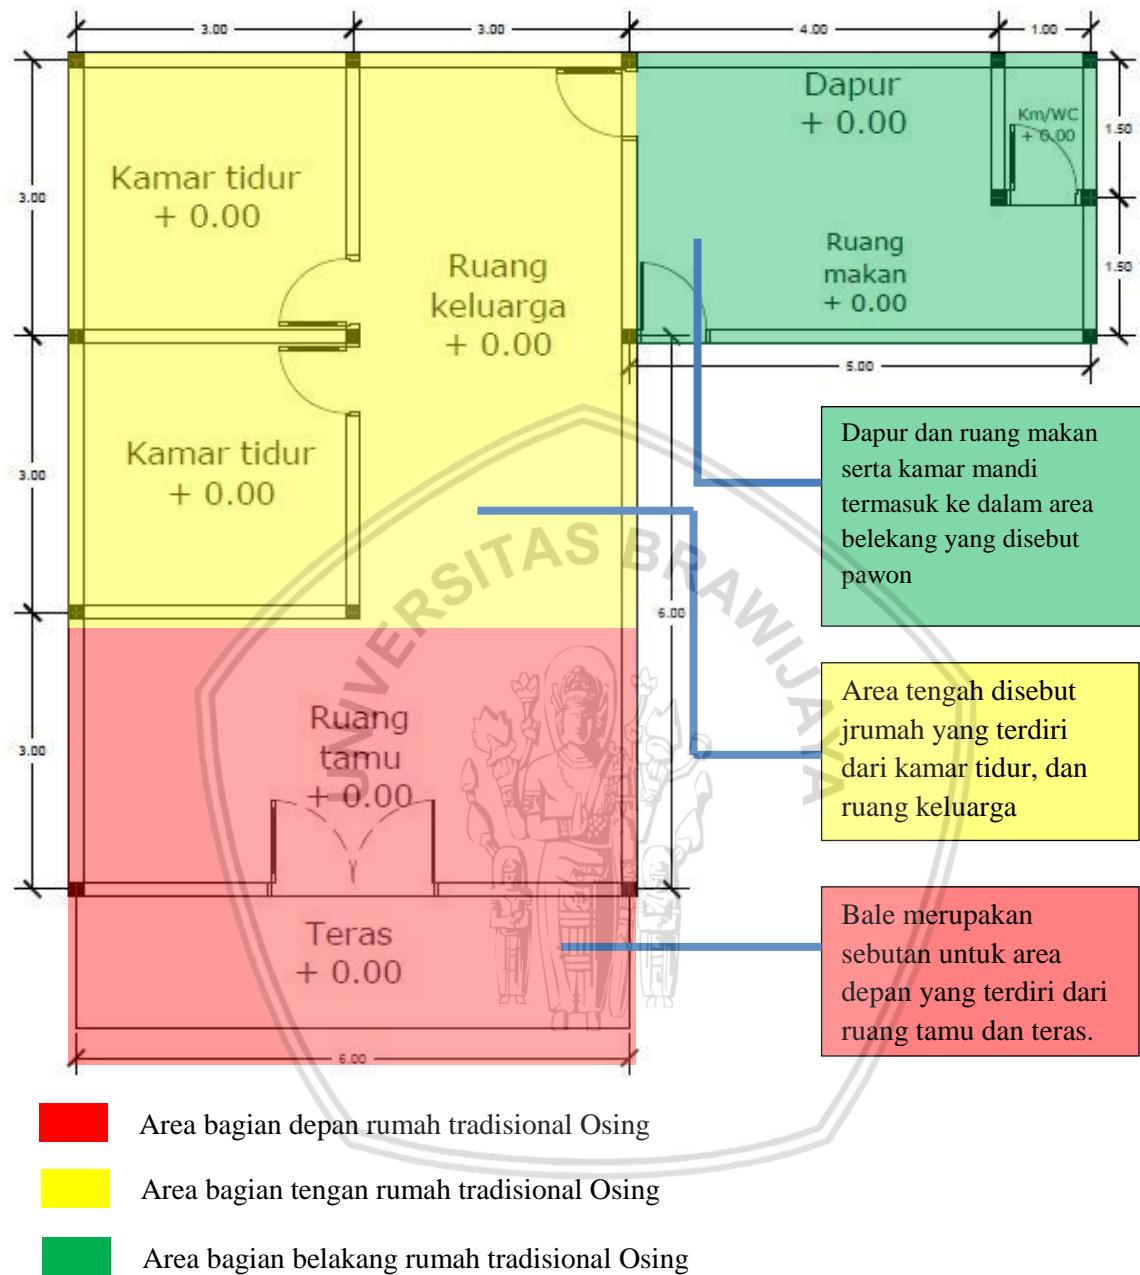 3.00 3.00 4.00 1.00
Dapur
+ 0.00
Km/WC
+ 0.00
1.50
Kamar tidur
+ 0.00
3.00
Ruang
keluarga
+ 0.00
Ruang
makan
+ 0.00
1.50
5.00
Kamar tidur
+ 0.00
3.00
Dapur dan ruang makan
serta kamar mandi
termasuk ke dalam area
belekang yang disebut
pawon
UNIVERSITAS BRAWIJAYA
6.00
Area tengah disebut
jrumah yang terdiri
dari kamar tidur, dan
ruang keluarga
Ruang
tamu
+ 0.00
3.00
Bale merupakan
sebutan untuk area
depan yang terdiri dari
ruang tamu dan teras.
Teras
+ 0.00
6.00
Area bagian depan rumah tradisional Osing
Area bagian tengan rumah tradisional Osing
Area bagian belakang rumah tradisional Osing